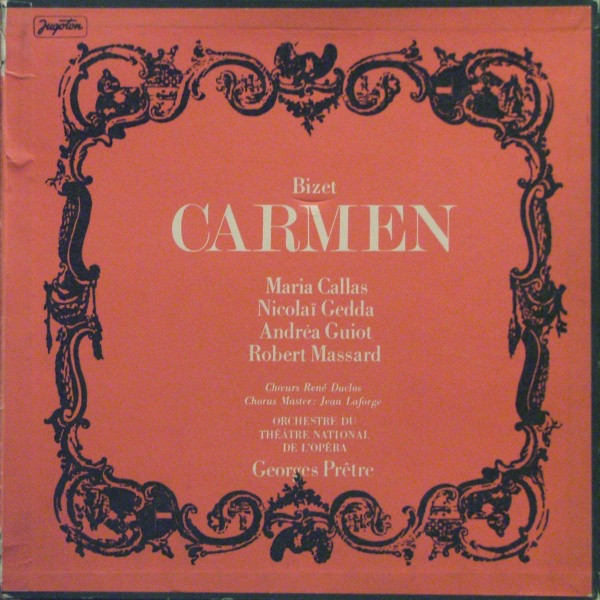 Jugoton
Bizet
CARMEN
Maria Callas
Nicolaï Gedda
Andréa Guiot
Robert Massard
Chœurs René Duclos
Chorus Master: Jean Laforge
ORCHESTRE DU
THÉÂTRE NATIONAL
DE L'OPÉRA
Georges Prêtre